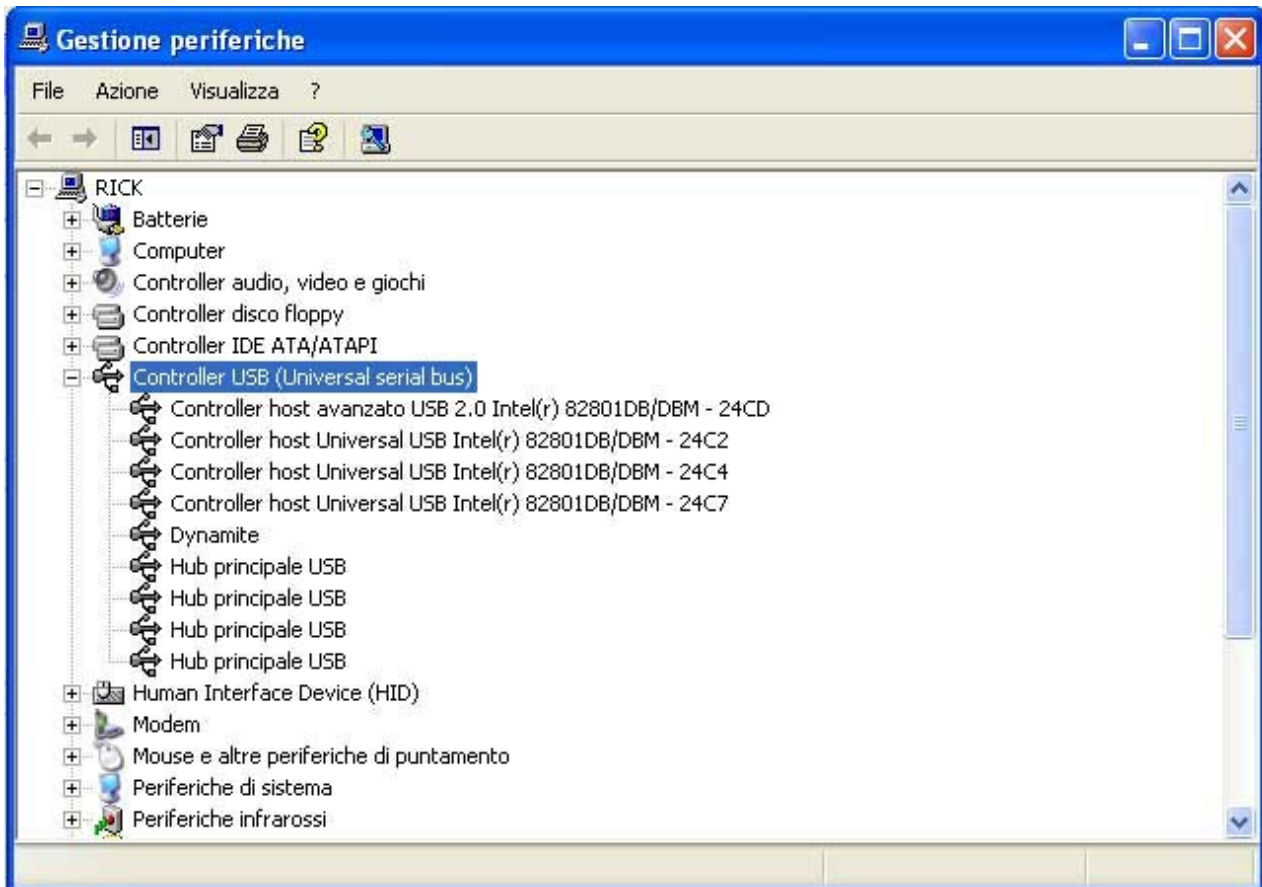 Gestione periferiche
File Azione Visualizza ?
RICK
Batterie
Computer
Controller audio, video e giochi
Controller disco floppy
Controller IDE ATA/ATAPI
Controller USB (Universal serial bus)
Controller host avanzato USB 2.0 Intel(r) 82801DB/DBM - 24CD
Controller host Universal USB Intel(r) 82801DB/DBM - 24C2
Controller host Universal USB Intel(r) 82801DB/DBM - 24C4
Controller host Universal USB Intel(r) 82801DB/DBM - 24C7
Dynamite
Hub principale USB
Hub principale USB
Hub principale USB
Hub principale USB
Human Interface Device (HID)
Modem
Mouse e altre periferiche di puntamento
Periferiche di sistema
Periferiche infrarossi